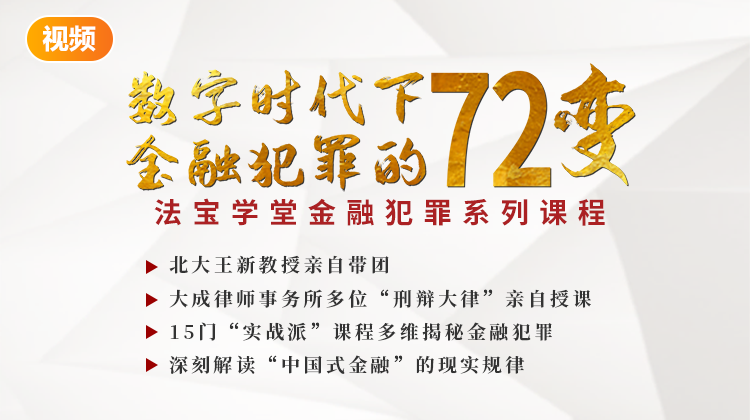 视频
数字时代下
金融犯罪的72变
法宝学堂金融犯罪系列课程
北大王新教授亲自带团
大成律师事务所多位“刑辩大律”亲自授课
15门“实战派”课程多维揭秘金融犯罪
深刻解读“中国式金融”的现实规律